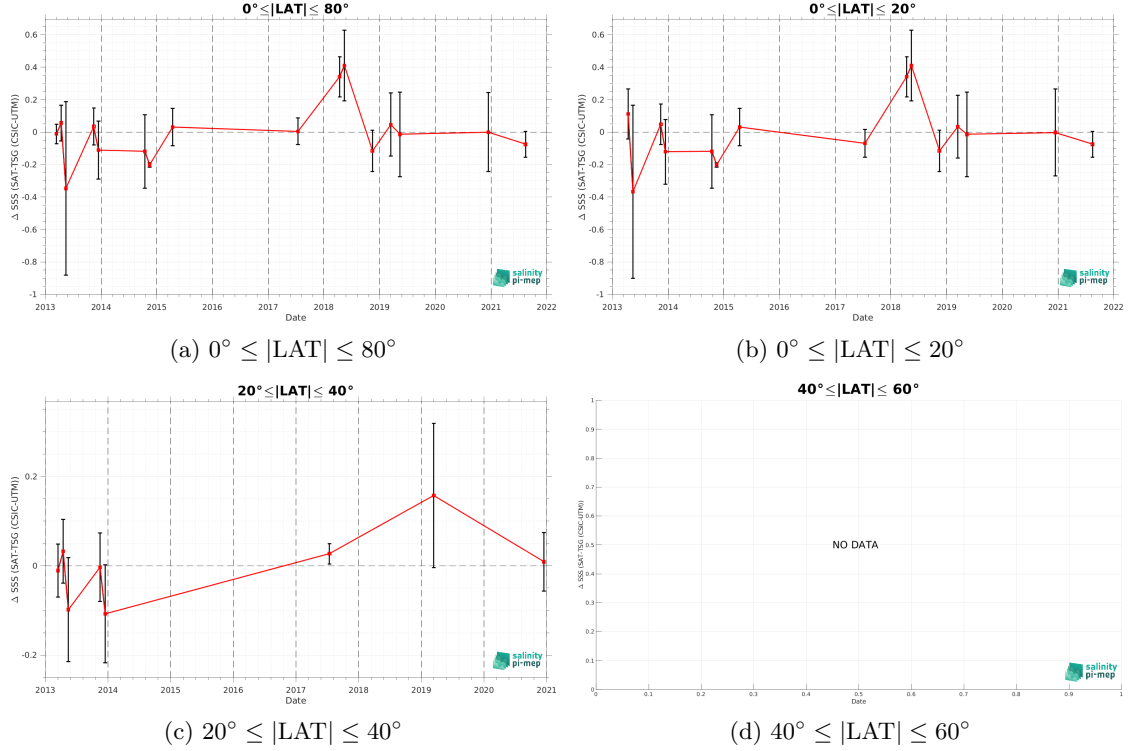 0°≤|LAT|≤ 80°
Δ SSS (SAT-TSG (CSIC-UTM))
0.6
0.4
0.2
0
-0.2
-0.4
-0.6
-0.8
-1
2013 2014 2015 2016 2017 2018 2019 2020 2021 2022
Date
salinity
pi-mep
(a) 0° ≤ |LAT| ≤ 80°
0°≤|LAT|≤ 20°
Δ SSS (SAT-TSG (CSIC-UTM))
0.6
0.4
0.2
0
-0.2
-0.4
-0.6
-0.8
-1
2013 2014 2015 2016 2017 2018 2019 2020 2021 2022
Date
salinity
pi-mep
(b) 0° ≤ |LAT| ≤ 20°
20°≤|LAT|≤ 40°
Δ SSS (SAT-TSG (CSIC-UTM))
0.2
0
-0.2
2013 2014 2015 2016 2017 2018 2019 2020 2021
Date
salinity
pi-mep
(c) 20° ≤ |LAT| ≤ 40°
40°≤|LAT|≤ 60°
Δ SSS (SAT-TSG (CSIC-UTM))
1
0.9
0.8
0.7
0.6
0.5
0.4
0.3
0.2
0.1
0
NO DATA
0 0.1 0.2 0.3 0.4 0.5 0.6 0.7 0.8 0.9 1
Date
salinity
pi-mep
(d) 40° ≤ |LAT| ≤ 60°